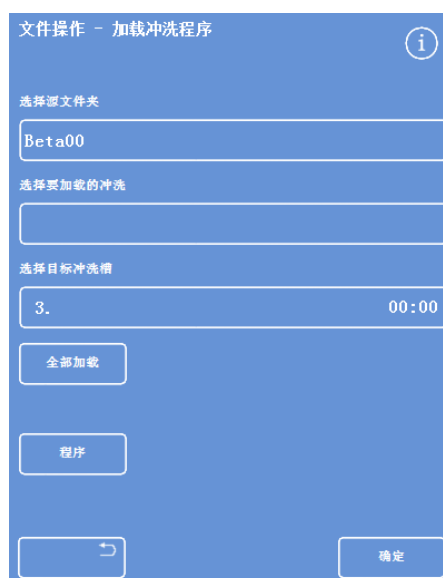 文件操作 - 加载冲洗程序
i
选择源文件夹
Beta00
选择要加载的冲洗
选择目标冲洗槽
3. 00:00
全部加载
程序
确定